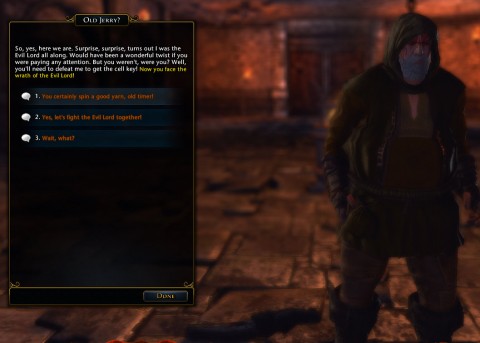 Old Jerry?
So, yes, here we are. Surprise, surprise, turns out I was the
Evil Lord all along. Would have been a wonderful twist if you
were paying any attention. But you weren't, were you? Well,
you'll need to defeat me to get the cell key! Now you face the
wrath of the Evil Lord!
1. You certainly spin a good yarn, old timer!
2. Yes, let's fight the Evil Lord together!
3. Wait, what?
Done